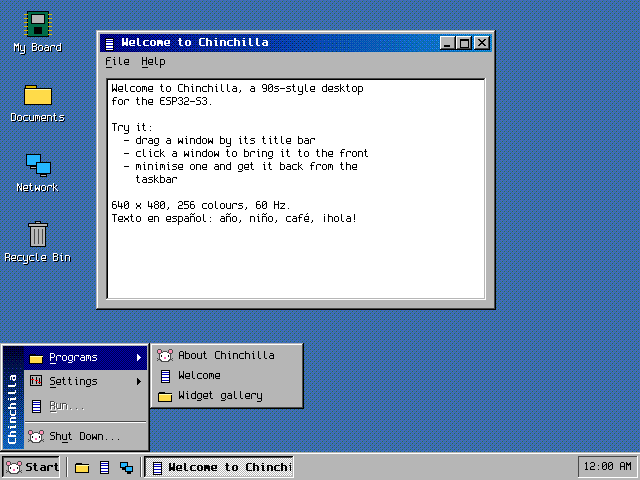 My Board
Documents
Network
Recycle Bin
Welcome to Chinchilla
File Help
Welcome to Chinchilla, a 90s-style desktop
for the ESP32-S3.
Try it:
- drag a window by its title bar
- click a window to bring it to the front
- minimise one and get it back from the
taskbar
640 x 480, 256 colours, 60 Hz.
Texto en español: año, niño, café, ¡hola!
Chinchilla
Programs
Settings
Run...
Shut Down...
About Chinchilla
Welcome
Widget gallery
Start
Welcome to Chinchi
12:00 AM